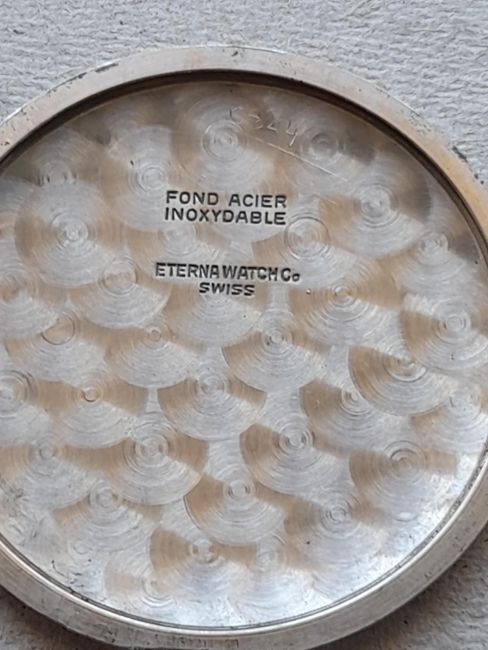 FOND ACIER
INOXYDABLE
ETERNA WATCH Co
SWISS